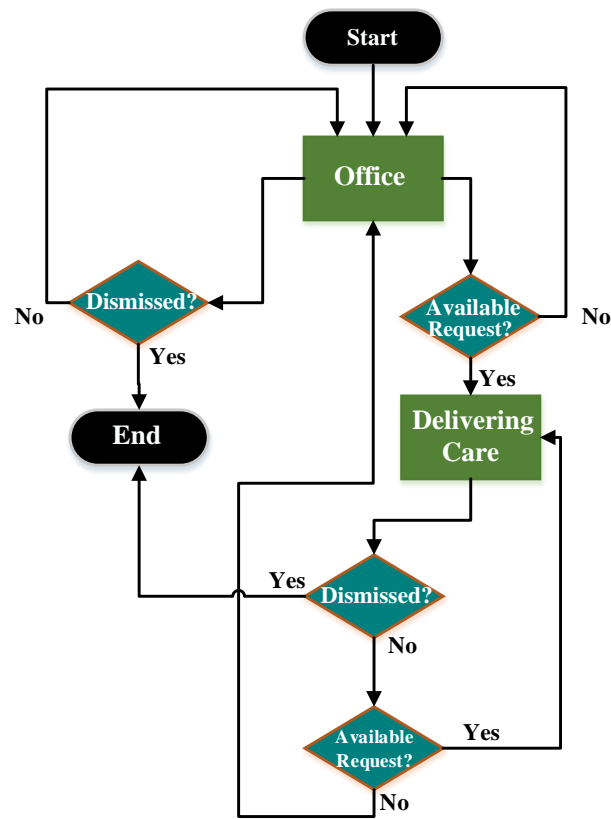 Start
Office
Dismissed?
No
Yes
Available
Request?
No
Yes
End
Delivering
Care
Yes
Dismissed?
No
Available
Request?
Yes
No